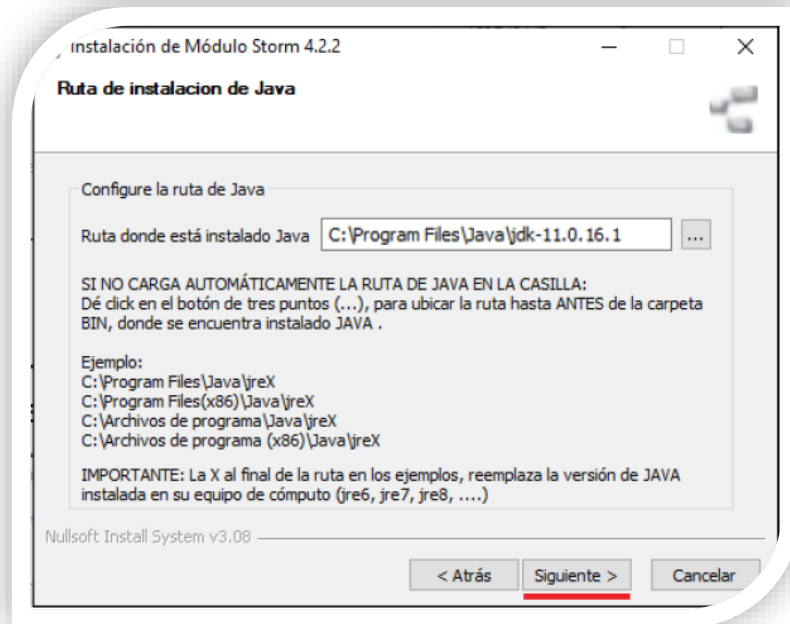 Instalación de Módulo Storm 4.2.2
Ruta de instalacion de Java
Configure la ruta de Java
Ruta donde está instalado Java C:\Program Files\Java\jdk-11.0.16.1 ...
SI NO CARGA AUTOMÁTICAMENTE LA RUTA DE JAVA EN LA CASILLA:
Dé click en el botón de tres puntos (...), para ubicar la ruta hasta ANTES de la carpeta
BIN, donde se encuentra instalado JAVA .
Ejemplo:
C:\Program Files\Java\jreX
C:\Program Files(x86)\Java\jreX
C:\Archivos de programa\Java\jreX
C:\Archivos de programa (x86)\Java\jreX
IMPORTANTE: La X al final de la ruta en los ejemplos, reemplaza la versión de JAVA
instalada en su equipo de cómputo (jre6, jre7, jre8, ....)
Nullsoft Install System v3.08
< Atrás Siguiente > Cancelar